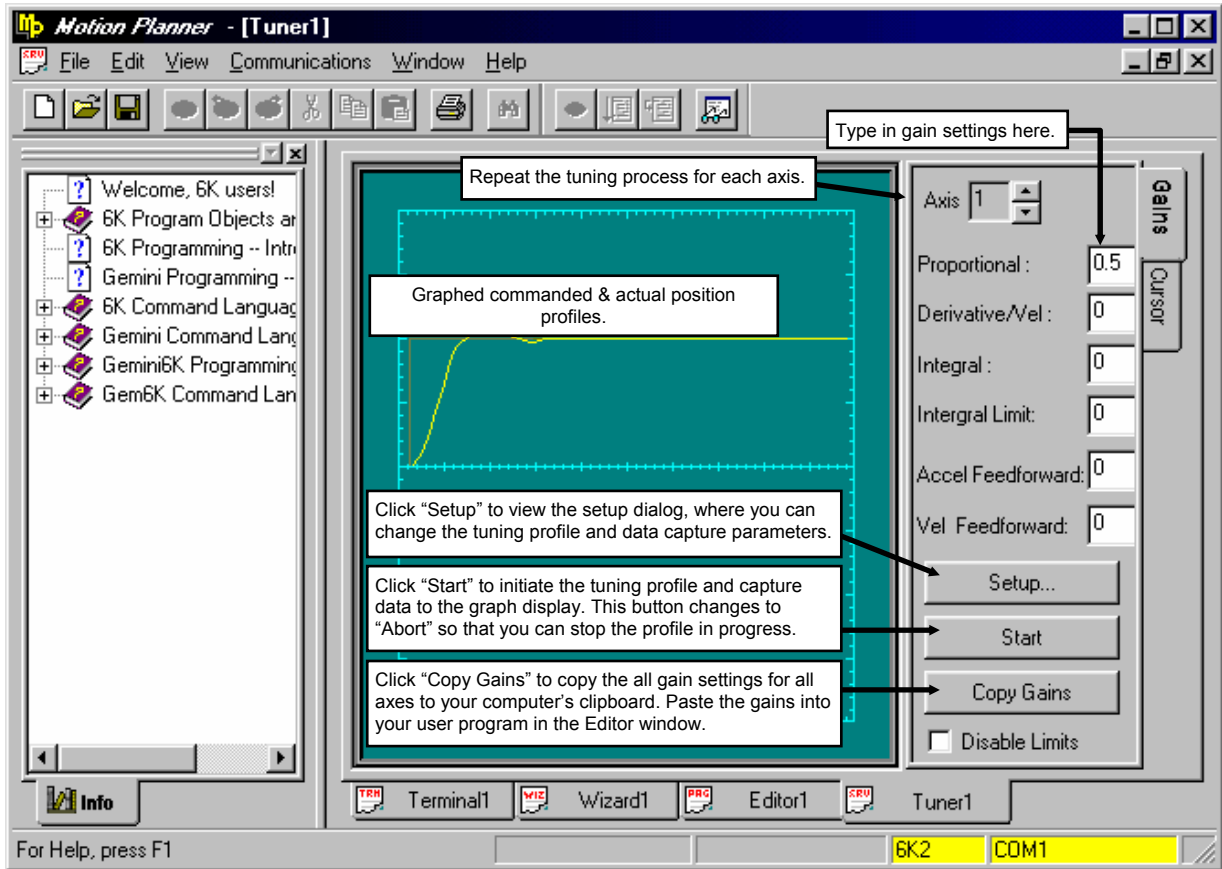 Motion Planner - [Tuner1]
File Edit View Communications Window Help
Type in gain settings here.
Repeat the tuning process for each axis.
Welcome, 6K users!
6K Program Objects ar
6K Programming -- Intro
Gemini Programming --
6K Command Languag
Gemini Command Lang
Gemini6K Programming
Gem6K Command Lan
Graphed commanded & actual position
profiles.
Click “Setup” to view the setup dialog, where you can
change the tuning profile and data capture parameters.
Click “Start” to initiate the tuning profile and capture
data to the graph display. This button changes to
“Abort” so that you can stop the profile in progress.
Click “Copy Gains” to copy the all gain settings for all
axes to your computer’s clipboard. Paste the gains into
your user program in the Editor window.
Axis 1
Proportional : 0.5
Derivative/Vel : 0
Integral : 0
Intergral Limit: 0
Accel Feedforward: 0
Vel Feedforward: 0
Setup...
Start
Copy Gains
Disable Limits
Gains
Cursor
Info
TRM Terminal1
WIZ Wizard1
PRG Editor1
SRV Tuner1
For Help, press F1
6K2
COM1